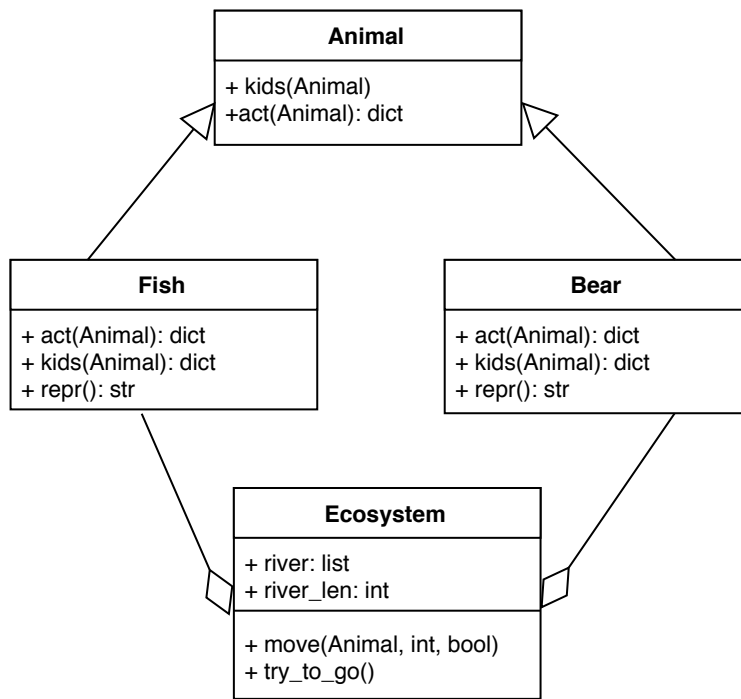 Animal
+ kids(Animal)
+act(Animal): dict
Fish
+ act(Animal): dict
+ kids(Animal): dict
+ repr(): str
Bear
+ act(Animal): dict
+ kids(Animal): dict
+ repr(): str
Ecosystem
+ river: list
+ river_len: int
+ move(Animal, int, bool)
+ try_to_go()